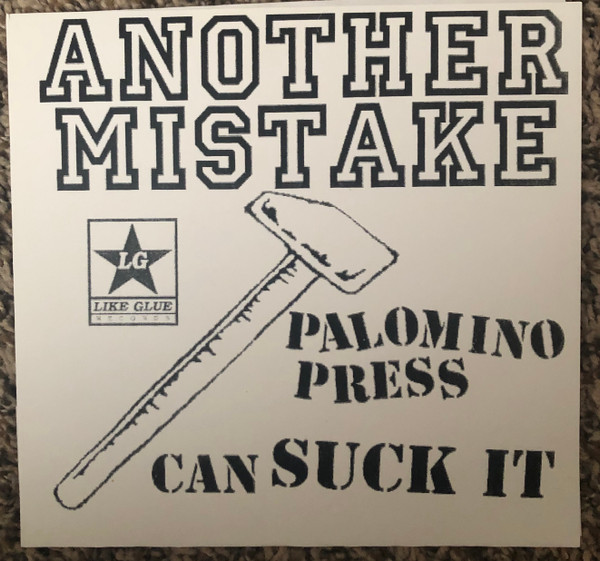 ANOTHER
MISTAKE
LG
LIKE GLUE
RECORDS
PALOMINO
PRESS
CAN SUCK IT